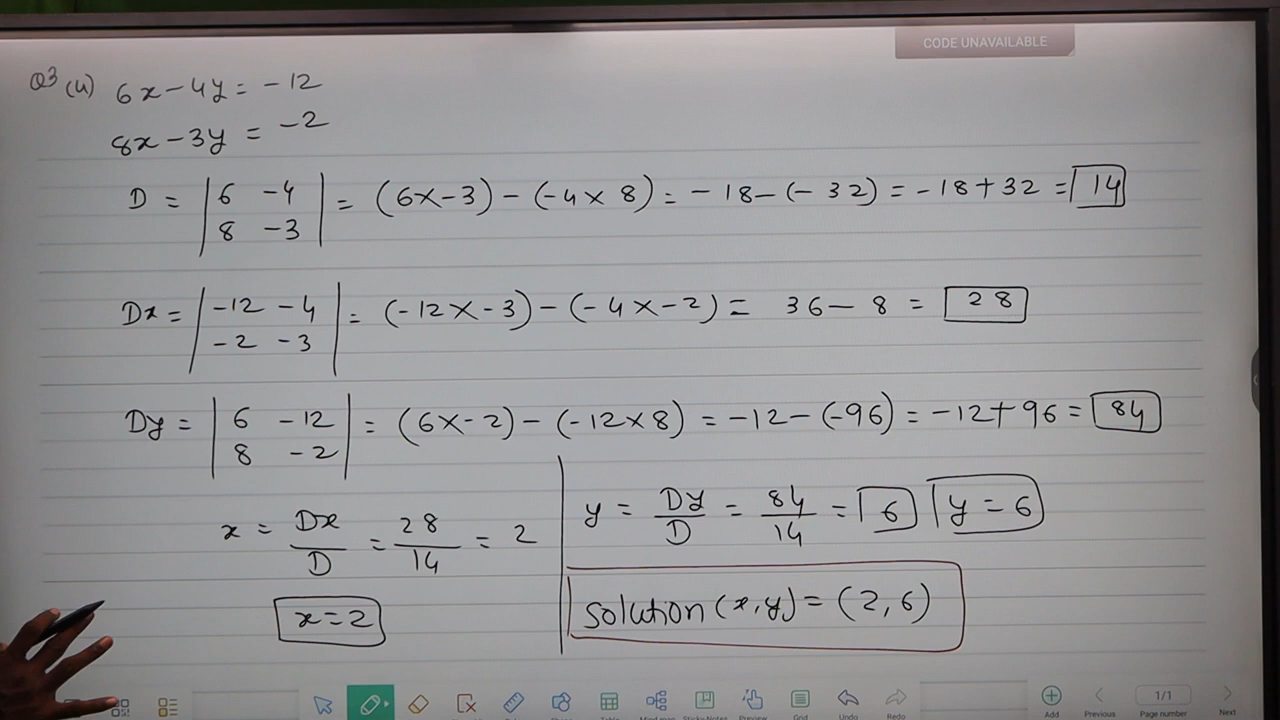 CODE UNAVAILABLE
Q3 (4) 6x-4y = -12
8x-3y = -2
D = | 6 -4 | = (6×-3) - (-4×8) = -18-(-32) = -18+32 = 14
| 8 -3 |
Dx = | -12 -4 | = (-12×-3) - (-4×-2) = 36-8 = 28
| -2 -3 |
Dy = | 6 -12 | = (6×-2) - (-12×8) = -12-(-96) = -12+96 = 84
| 8 -2 |
x = Dx/D = 28/14 = 2
x=2
y = Dy/D = 84/14 = 6 y = 6
Solution (x,y) = (2,6)
Undo
Redo
Add
Previous
1/1
Page number
Next